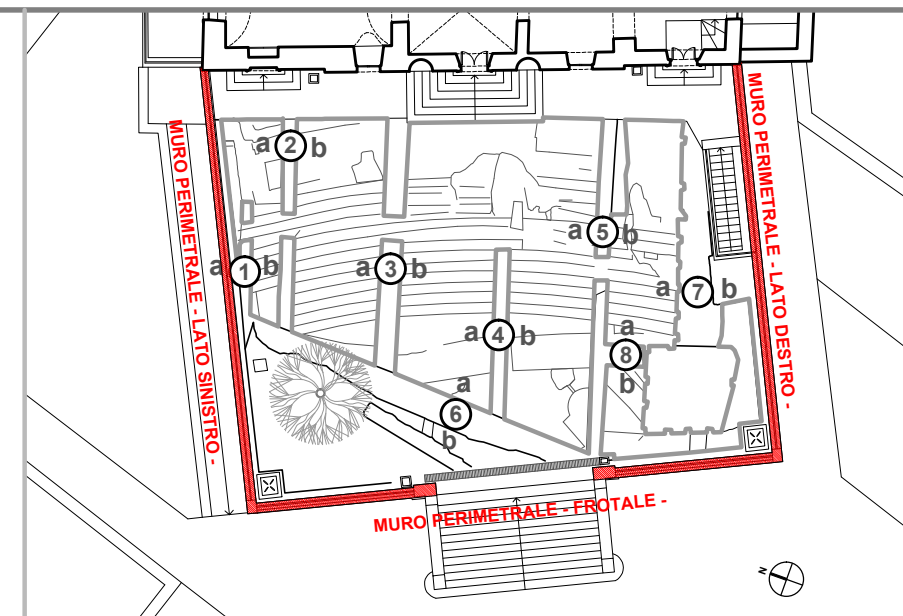 a 2 b
a 5 b
a 1 b
a 3 b
a 7 b
a 4 b
a
8
b
a
6
b
MURO PERIMETRALE - LATO SINISTRO -
MURO PERIMETRALE - LATO DESTRO -
MURO PERIMETRALE - FROTALE -
N